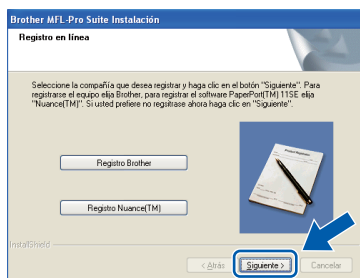 Brother MFL-Pro Suite Instalación
Registro en línea
Seleccione la compañía que desea registrar y haga clic en el botón "Siguiente". Para
registrarse el equipo elija Brother, para registrar el software PaperPort(TM) 11SE elija
"Nuance(TM)". Si usted prefiere no regsitrase ahora haga clic en "Siguiente".
Registro Brother
Registro Nuance(TM)
InstallShield
< Atrás Siguiente > Cancelar